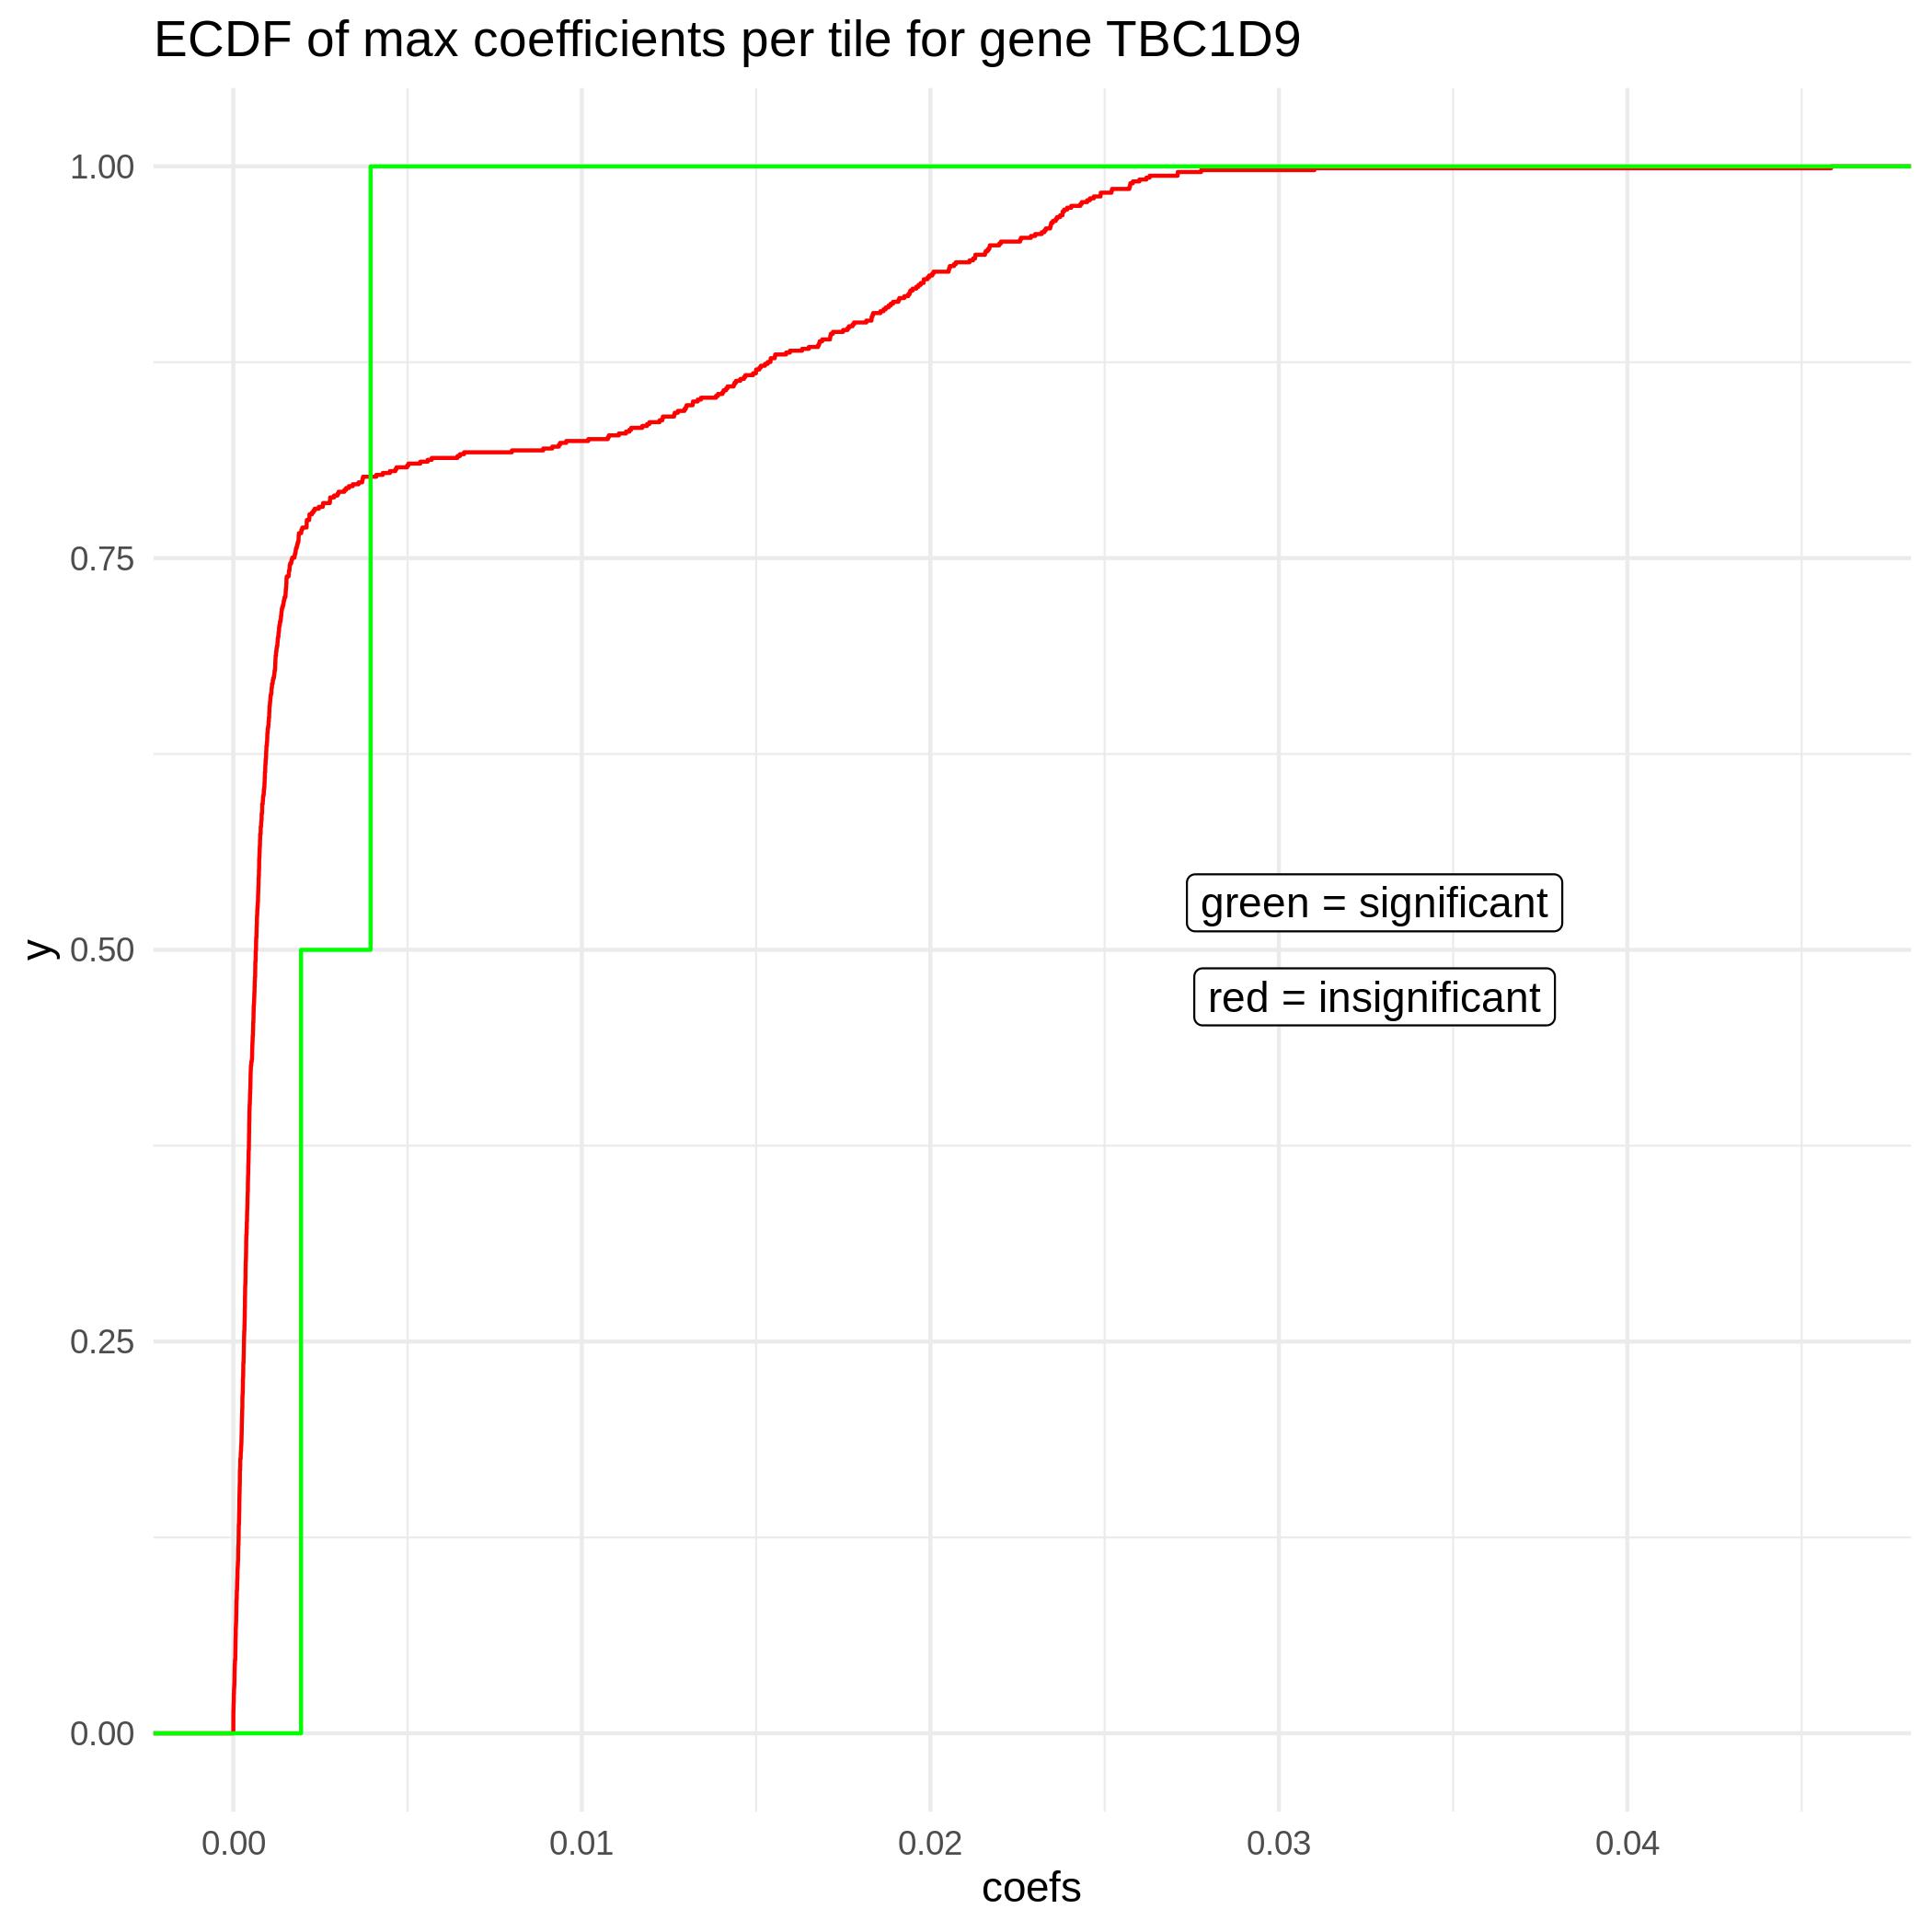 ECDF of max coefficients per tile for gene TBC1D9
1.00
0.75
0.50
0.25
0.00
y
green = significant
red = insignificant
0.00 0.01 0.02 0.03 0.04
coefs